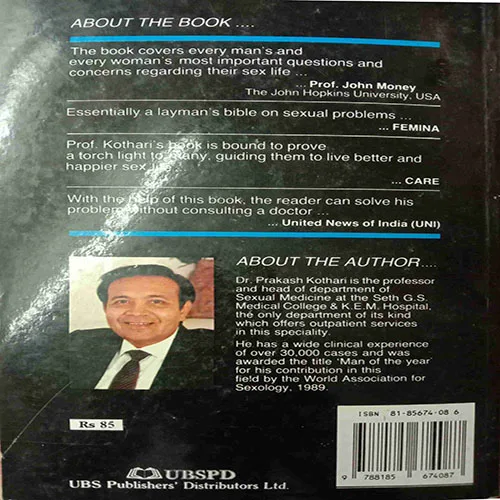 ABOUT THE BOOK ....
The book covers every man's and
every woman's most important questions and
concerns regarding their sex life ...
... Prof. John Money
The John Hopkins University, USA
Essentially a layman's bible on sexual problems ...
... FEMINA
Prof. Kothari's book is bound to prove
a torch light to many, guiding them to live better and
happier sex
... CARE
With the help of this book, the reader can solve his
problem without consulting a doctor ...
... United News of India (UNI)
ABOUT THE AUTHOR....
Dr. Prakash Kothari is the professor
and head of department of
Sexual Medicine at the Seth G.S.
Medical College & K.E.M. Hospital,
the only department of its kind
which offers outpatient services
in this speciality.
He has a wide clinical experience
of over 30,000 cases and was
awarded the title 'Man of the year'
for his contribution in this
field by the World Association for
Sexology, 1989.
Rs 85
ISBN 81-85674-08 6
9 788185 674087
UBSPD
UBS Publishers' Distributors Ltd.